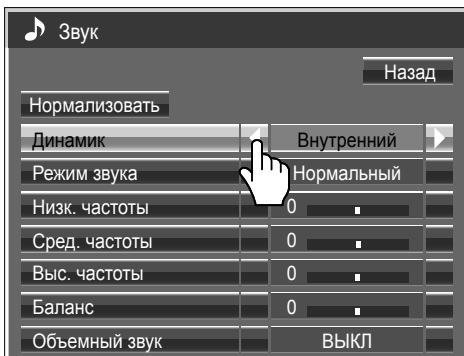 Звук
Назад
Нормализовать
Динамик Внутренний
Режим звука Нормальный
Низк. частоты 0
Сред. частоты 0
Выс. частоты 0
Баланс 0
Объемный звук ВЫКЛ